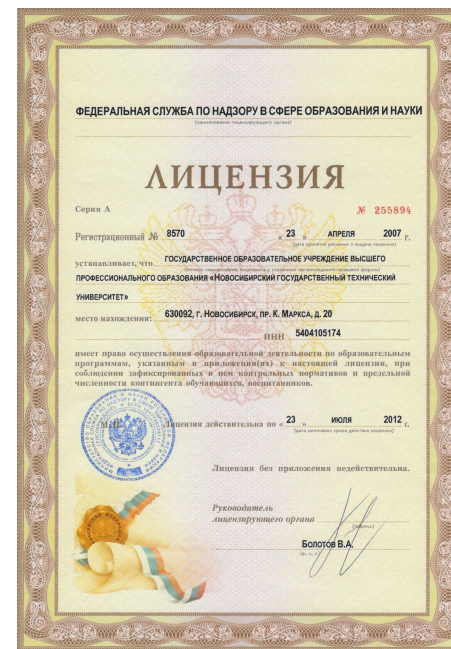 ФЕДЕРАЛЬНАЯ СЛУЖБА ПО НАДЗОРУ В СФЕРЕ ОБРАЗОВАНИЯ И НАУКИ
(наименование лицензирующего органа)
ЛИЦЕНЗИЯ
Серия А № 255894
Регистрационный № 8570 « 23 » АПРЕЛЯ 2007 г.
(дата принятия решения о выдаче лицензии)
устанавливает, что ГОСУДАРСТВЕННОЕ ОБРАЗОВАТЕЛЬНОЕ УЧРЕЖДЕНИЕ ВЫСШЕГО
ПРОФЕССИОНАЛЬНОГО ОБРАЗОВАНИЯ «НОВОСИБИРСКИЙ ГОСУДАРСТВЕННЫЙ ТЕХНИЧЕСКИЙ
УНИВЕРСИТЕТ»
место нахождения: 630092, г. НОВОСИБИРСК, ПР. К. МАРКСА, Д. 20
ИНН 5404105174
имеет право осуществления образовательной деятельности по образовательным
программам, указанным в приложении(ях) к настоящей лицензии, при
соблюдении зафиксированных в нем контрольных нормативов и предельной
численности контингента обучающихся, воспитанников.
М.П. Лицензия действительна по « 23 » ИЮЛЯ 2012 г.
(дата окончания срока действия лицензии)
Лицензия без приложения недействительна.
Руководитель
лицензирующего органа
(подпись)
БОЛОТОВ В.А.
(ф., и., о.)